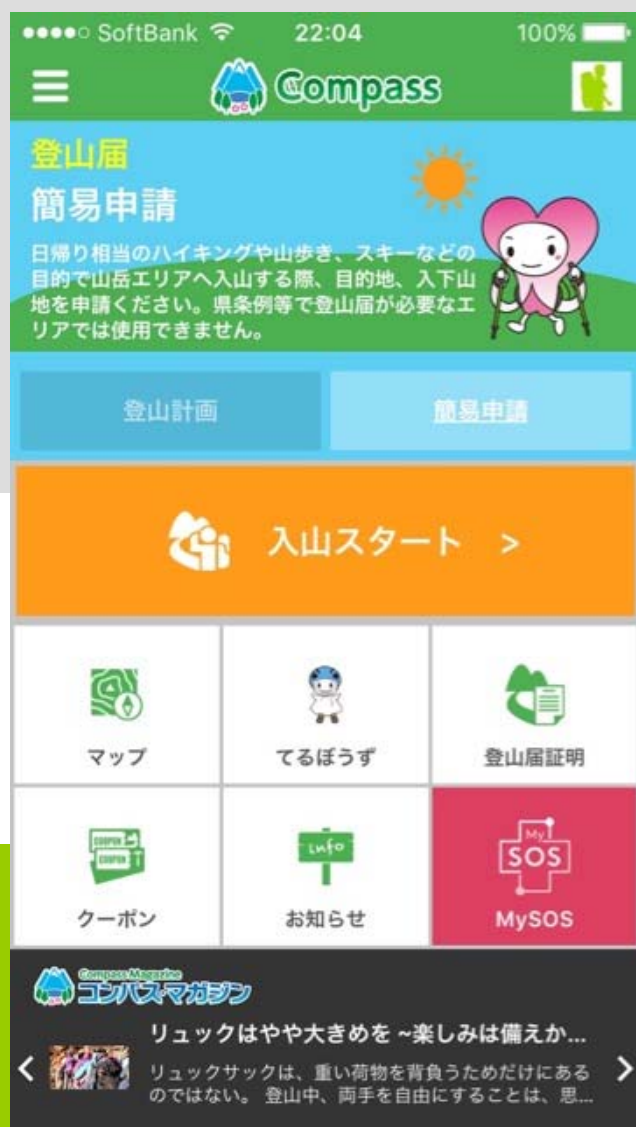 SoftBank 22:04 100%
Compass
登山届
簡易申請
日帰り相当のハイキングや山歩き、スキーなどの
目的で山岳エリアへ入山する際、目的地、入下山
地を申請ください。県条例等で登山届が必要なエ
リアでは使用できません。
登山計画 簡易申請
入山スタート >
マップ てるぼうず 登山届証明
COUPON
COUPON
Info
My
SOS
クーポン お知らせ MySOS
Compass Magazine
コンパス・マガジン
リュックはやや大きめを ~楽しみは備えか...
リュックサックは、重い荷物を背負うためだけにある
のではない。 登山中、両手を自由にすることは、思...